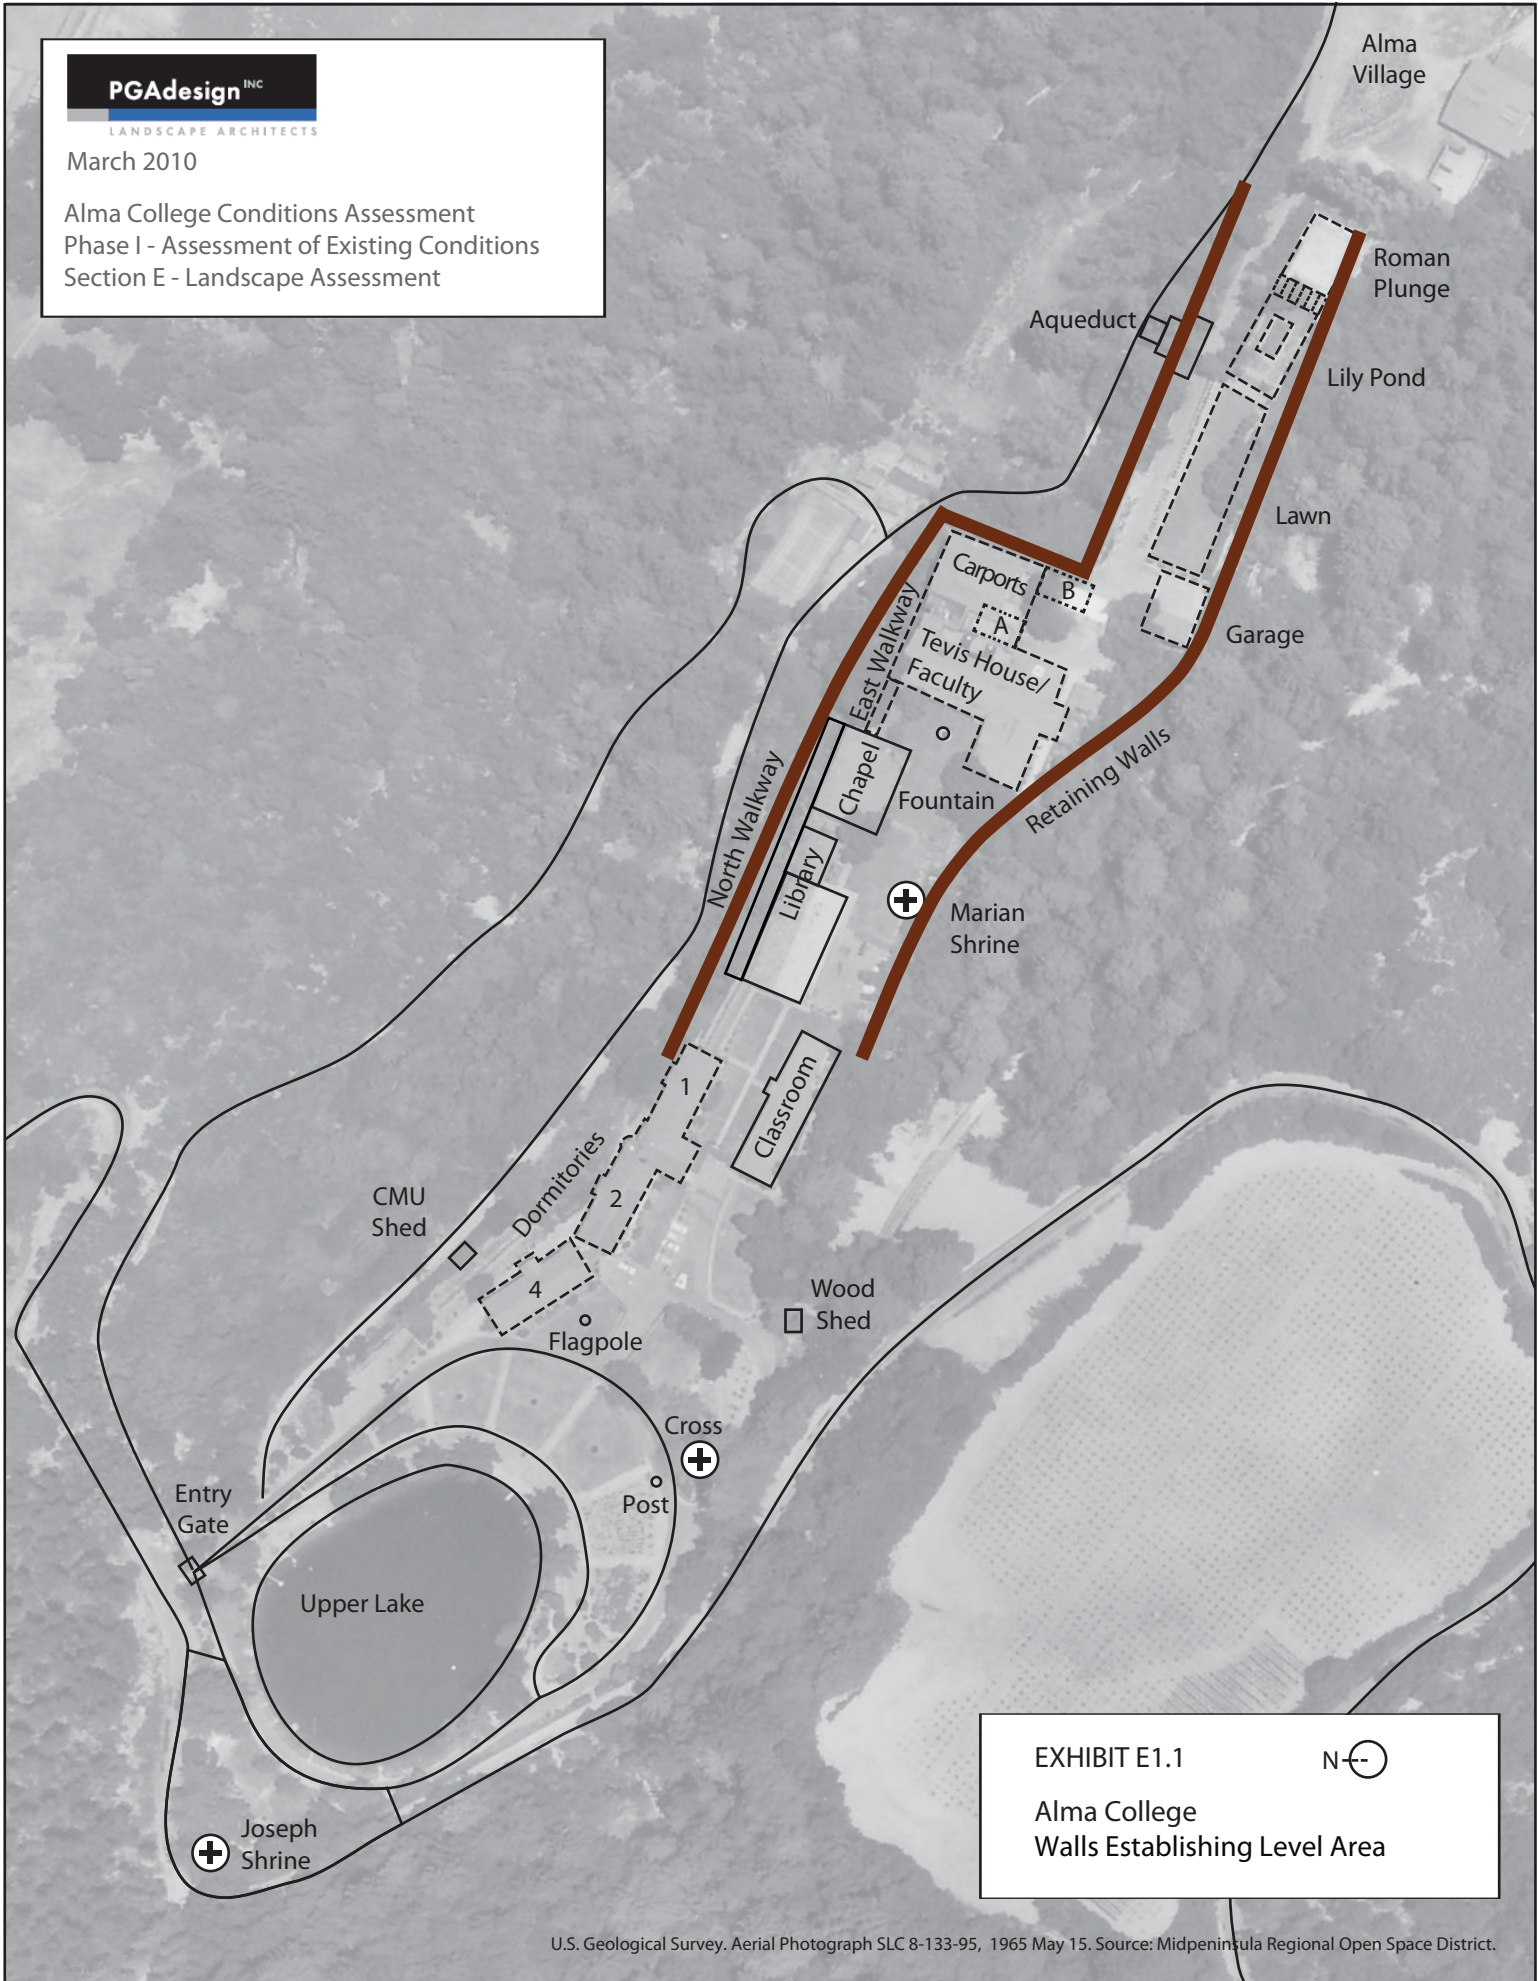 PGAdesign INC
LANDSCAPE ARCHITECTS
March 2010
Alma College Conditions Assessment
Phase I - Assessment of Existing Conditions
Section E - Landscape Assessment
Alma
Village
Roman
Plunge
Aqueduct
Lily Pond
Lawn
Carports
B
A
Garage
East Walkway
Tevis House/
Faculty
Retaining Walls
North Walkway
Chapel
Fountain
Library
Marian
Shrine
Classroom
1
Dormitories
2
CMU
Shed
4
Wood
Shed
Flagpole
Cross
Post
Entry
Gate
Upper Lake
Joseph
Shrine
EXHIBIT E1.1
N
Alma College
Walls Establishing Level Area
U.S. Geological Survey. Aerial Photograph SLC 8-133-95, 1965 May 15. Source: Midpeninsula Regional Open Space District.